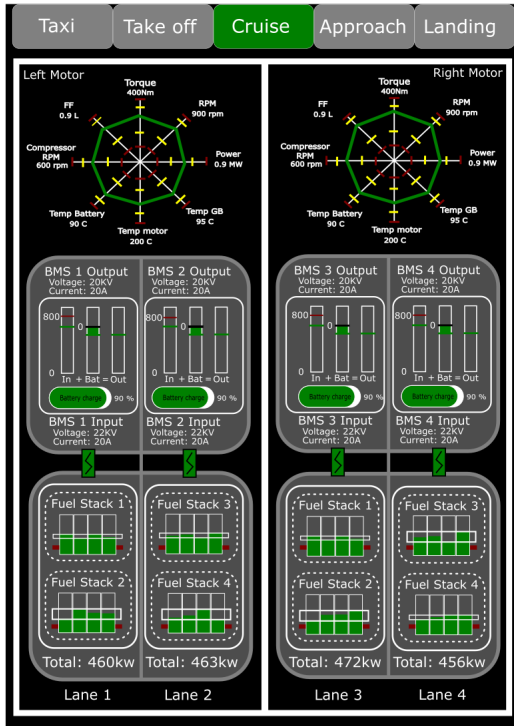 Taxi
Take off
Cruise
Approach
Landing
Left Motor
Torque
400Nm
FF
0.9 L
RPM
900 rpm
Compressor
RPM
600 rpm
Power
0.9 MW
Temp Battery
90 C
Temp GB
95 C
Temp motor
200 C
Right Motor
Torque
400Nm
FF
0.9 L
RPM
900 rpm
Compressor
RPM
600 rpm
Power
0.9 MW
Temp Battery
90 C
Temp GB
95 C
Temp motor
200 C
BMS 1 Output
Voltage: 20KV
Current: 20A
800
0
0
In + Bat = Out
Battery charge
90 %
BMS 1 Input
Voltage: 22KV
Current: 20A
BMS 2 Output
Voltage: 20KV
Current: 20A
800
0
0
In + Bat = Out
Battery charge
90 %
BMS 2 Input
Voltage: 22KV
Current: 20A
BMS 3 Output
Voltage: 20KV
Current: 20A
800
0
0
In + Bat = Out
Battery charge
90 %
BMS 3 Input
Voltage: 22KV
Current: 20A
BMS 4 Output
Voltage: 20KV
Current: 20A
800
0
0
In + Bat = Out
Battery charge
90 %
BMS 4 Input
Voltage: 22KV
Current: 20A
Fuel Stack 1
Fuel Stack 2
Total: 460kw
Lane 1
Fuel Stack 3
Fuel Stack 4
Total: 463kw
Lane 2
Fuel Stack 1
Fuel Stack 2
Total: 472kw
Lane 3
Fuel Stack 3
Fuel Stack 4
Total: 456kw
Lane 4